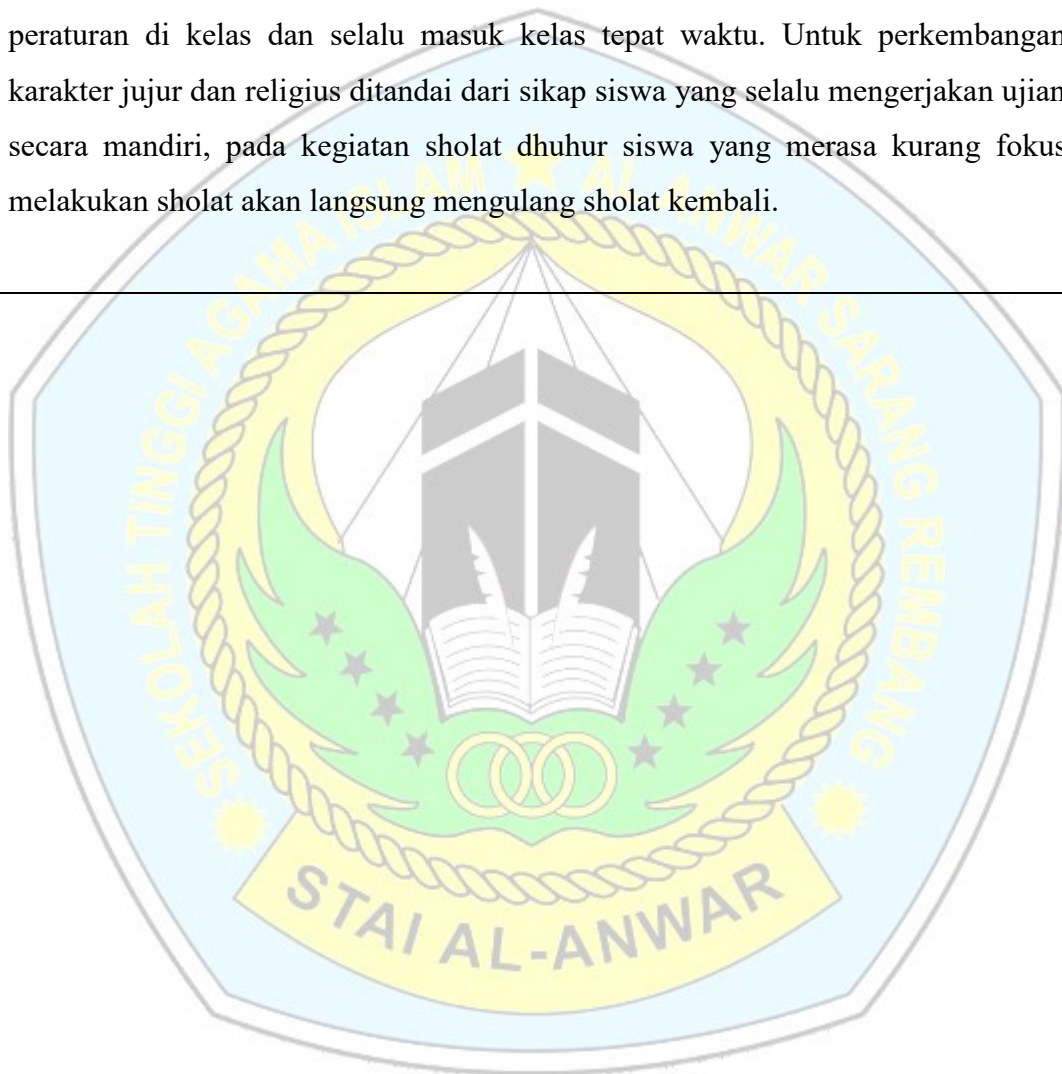 peraturan di kelas dan selalu masuk kelas tepat waktu. Untuk perkembangan
karakter jujur dan religius ditandai dari sikap siswa yang selalu mengerjakan ujian
secara mandiri, pada kegiatan sholat dhuhur siswa yang merasa kurang fokus
melakukan sholat akan langsung mengulang sholat kembali.
SEKOLAH TINGGI AGAMA ISLAM ★ AL-ANWAR SARANG REMBANG
STAI AL-ANWAR